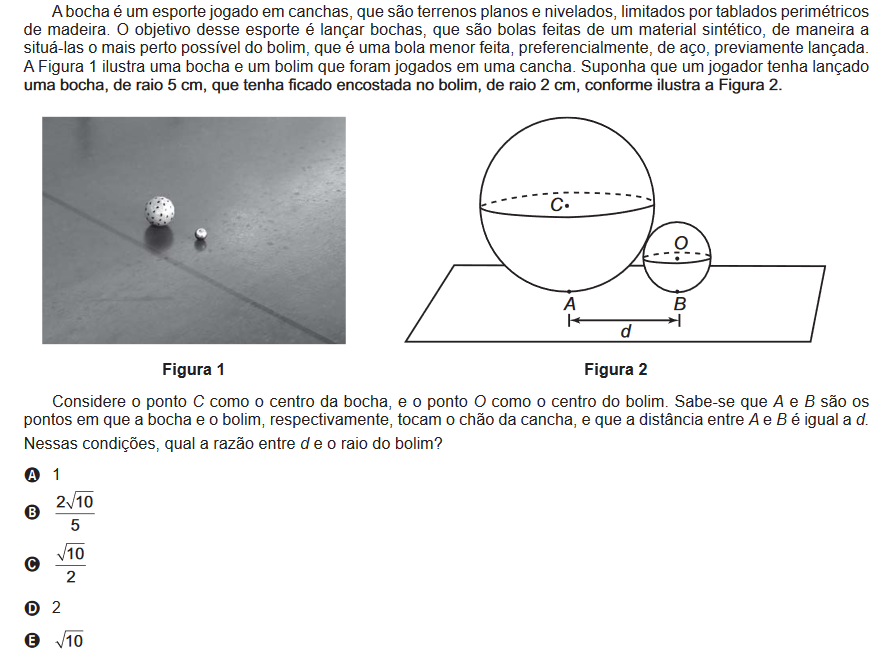 A bocha é um esporte jogado em canchas, que são terrenos planos e nivelados, limitados por tablados perimétricos
de madeira. O objetivo desse esporte é lançar bochas, que são bolas feitas de um material sintético, de maneira a
situá-las o mais perto possível do bolim, que é uma bola menor feita, preferencialmente, de aço, previamente lançada.
A Figura 1 ilustra uma bocha e um bolim que foram jogados em uma cancha. Suponha que um jogador tenha lançado
uma bocha, de raio 5 cm, que tenha ficado encostada no bolim, de raio 2 cm, conforme ilustra a Figura 2.
C
O
A
B
d
Figura 1
Figura 2
Considere o ponto C como o centro da bocha, e o ponto O como o centro do bolim. Sabe-se que A e B são os
pontos em que a bocha e o bolim, respectivamente, tocam o chão da cancha, e que a distância entre A e B é igual a d.
Nessas condições, qual a razão entre d e o raio do bolim?
A 1
B 2√10/5
C √10/2
D 2
E √10